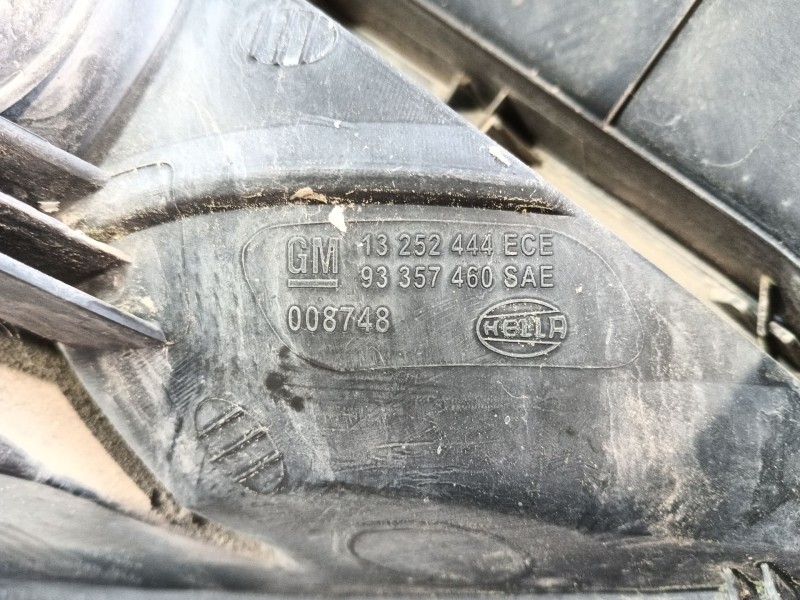 GM 13 252 444 ECE
93 357 460 SAE
008748 HELLA